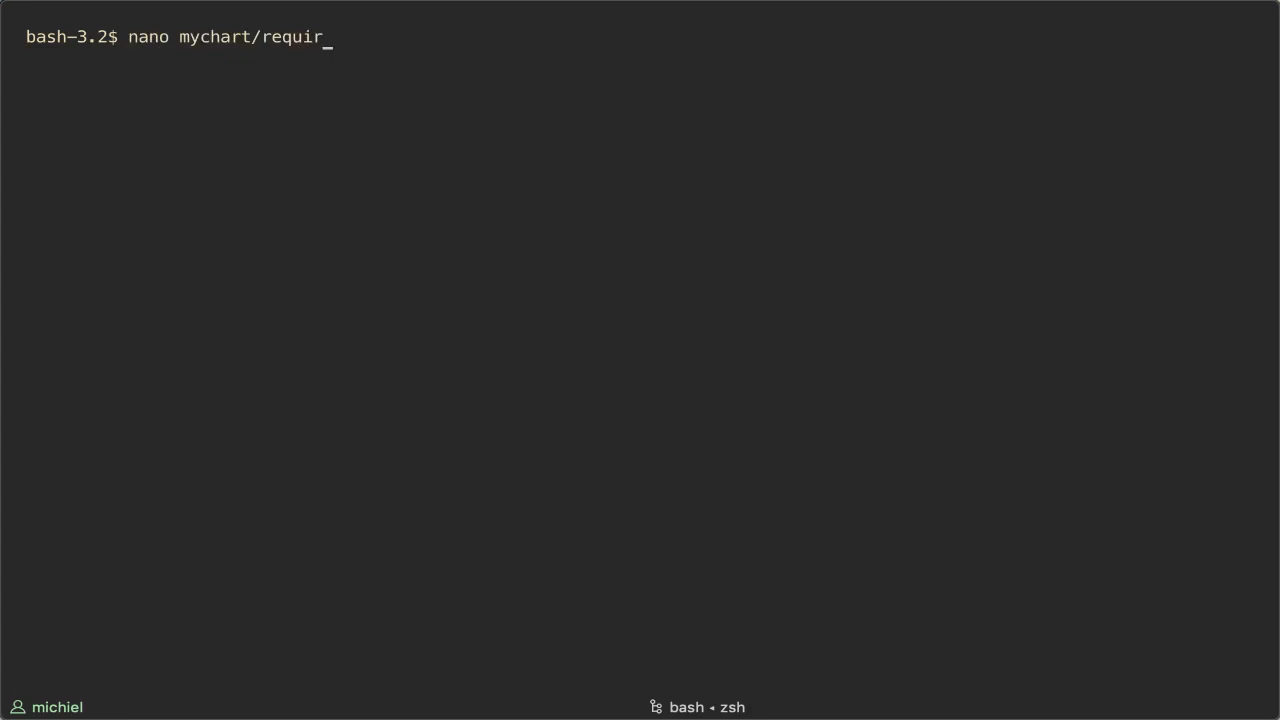 bash-3.2$ nano mychart/requir_
michiel
bash ◂ zsh